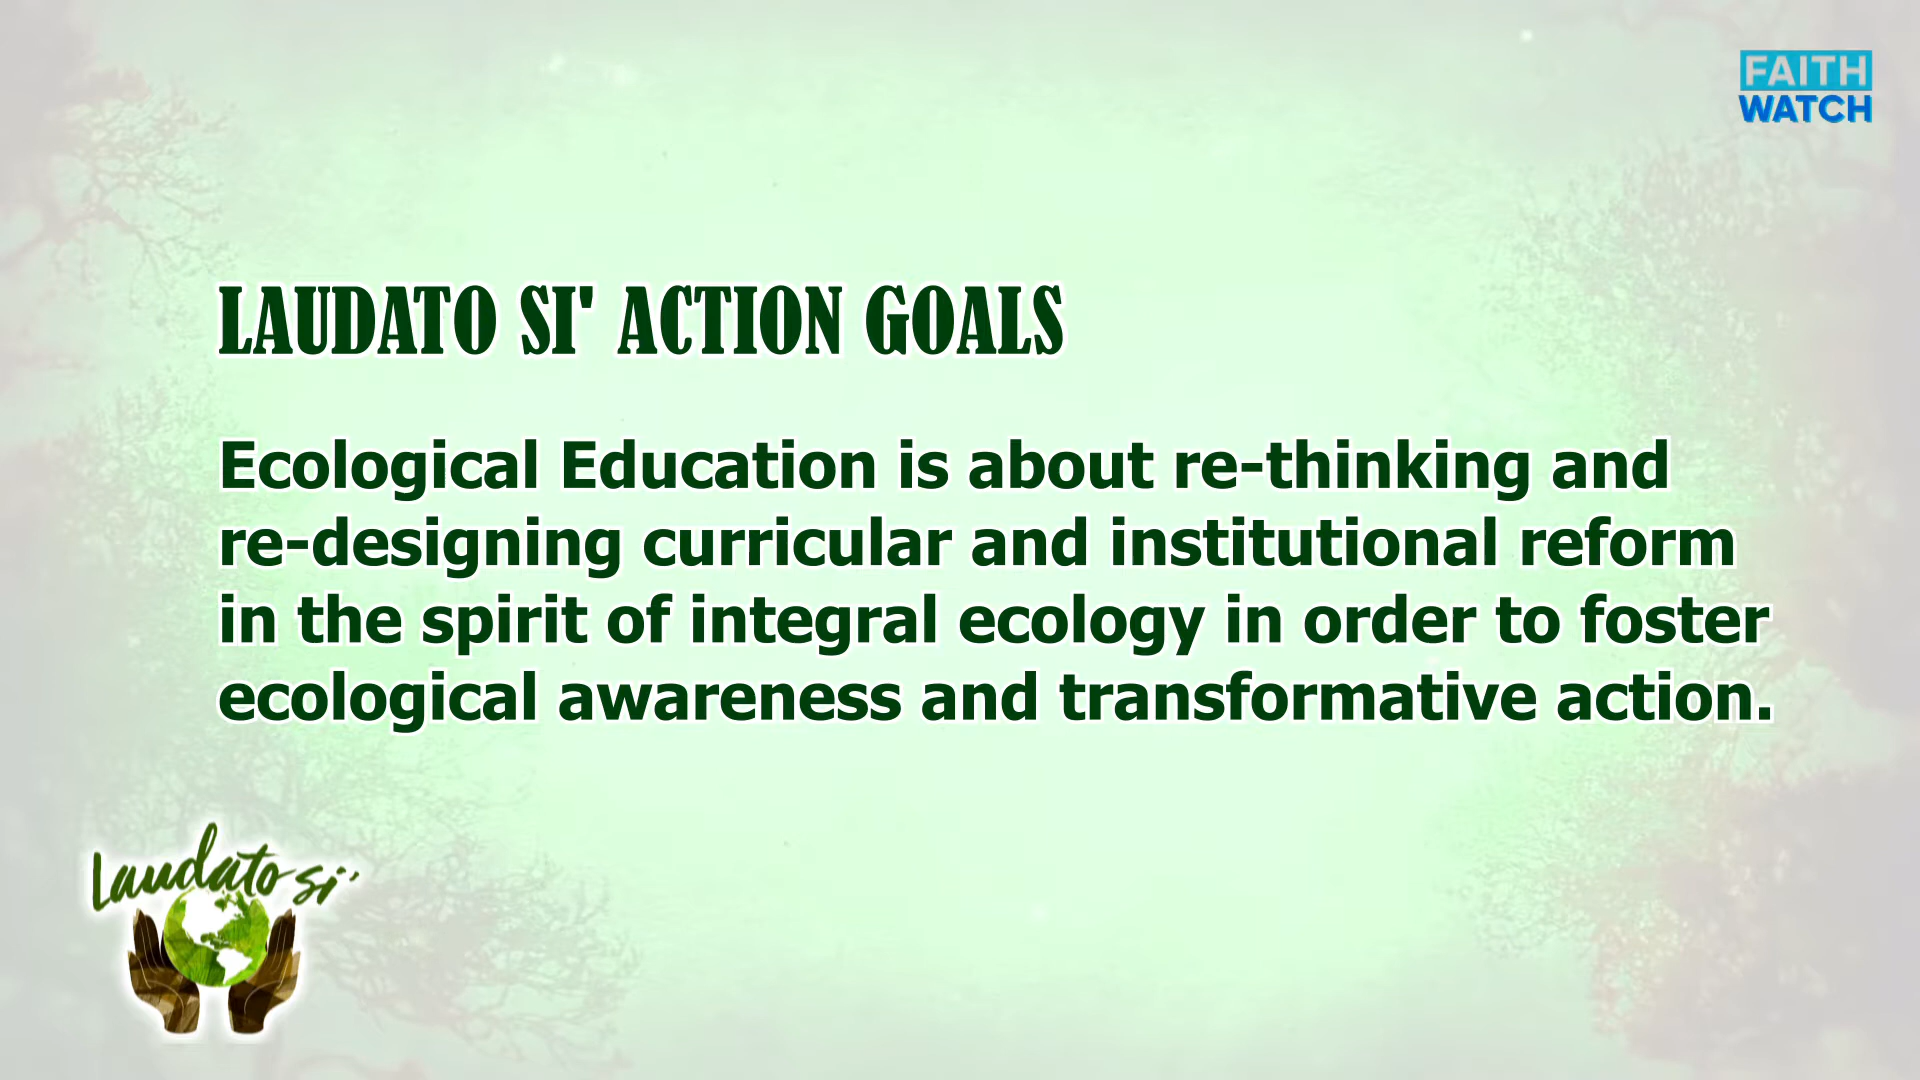 FAITH
WATCH
LAUDATO SI' ACTION GOALS
Ecological Education is about re-thinking and
re-designing curricular and institutional reform
in the spirit of integral ecology in order to foster
ecological awareness and transformative action.
Laudato si'